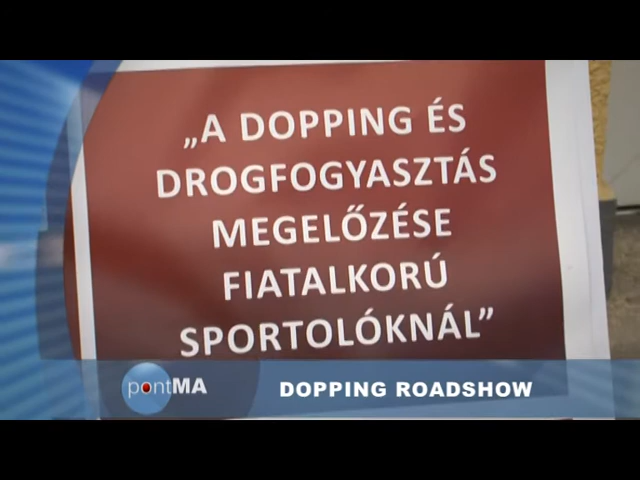 „A DOPPING ÉS
DROGFOGYASZTÁS
MEGELŐZÉSE
FIATALKORÚ
SPORTOLÓKNÁL”
pontMA
DOPPING ROADSHOW